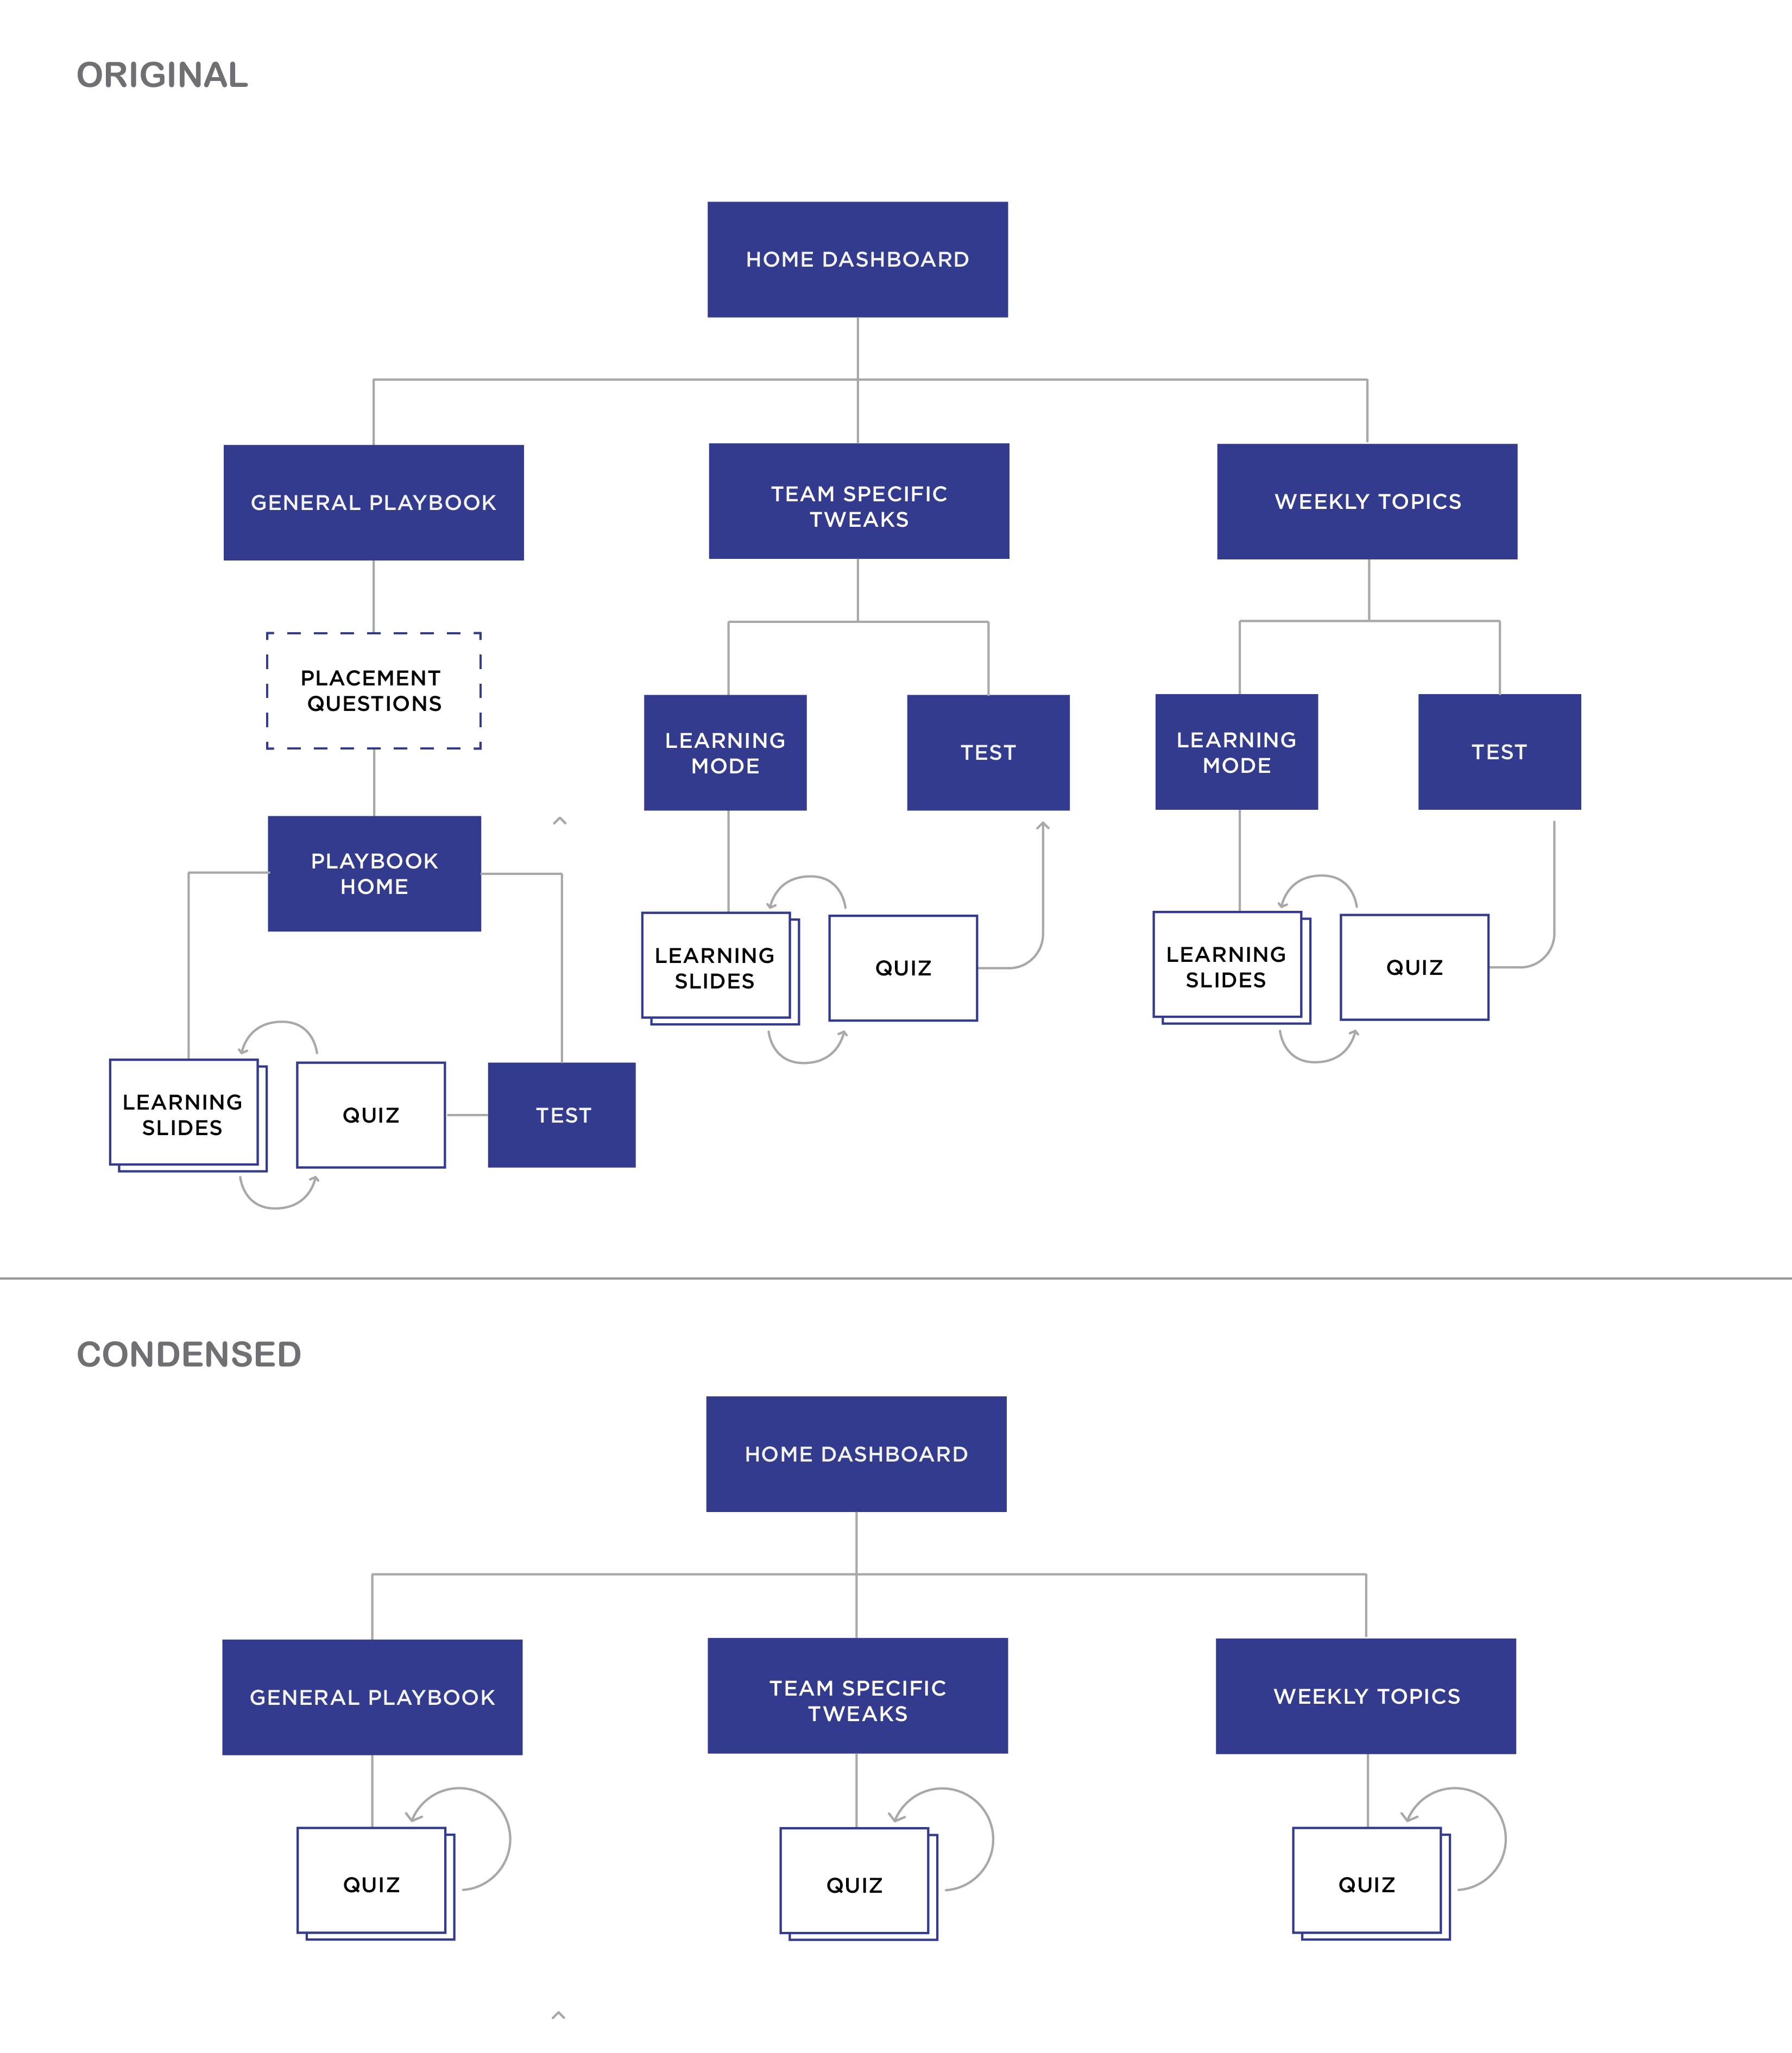 ORIGINAL
HOME DASHBOARD
GENERAL PLAYBOOK
TEAM SPECIFIC
TWEAKS
WEEKLY TOPICS
PLACEMENT
QUESTIONS
PLAYBOOK
HOME
LEARNING
SLIDES
QUIZ
TEST
LEARNING
MODE
TEST
LEARNING
SLIDES
QUIZ
LEARNING
MODE
TEST
LEARNING
SLIDES
QUIZ
CONDENSED
HOME DASHBOARD
GENERAL PLAYBOOK
TEAM SPECIFIC
TWEAKS
WEEKLY TOPICS
QUIZ
QUIZ
QUIZ